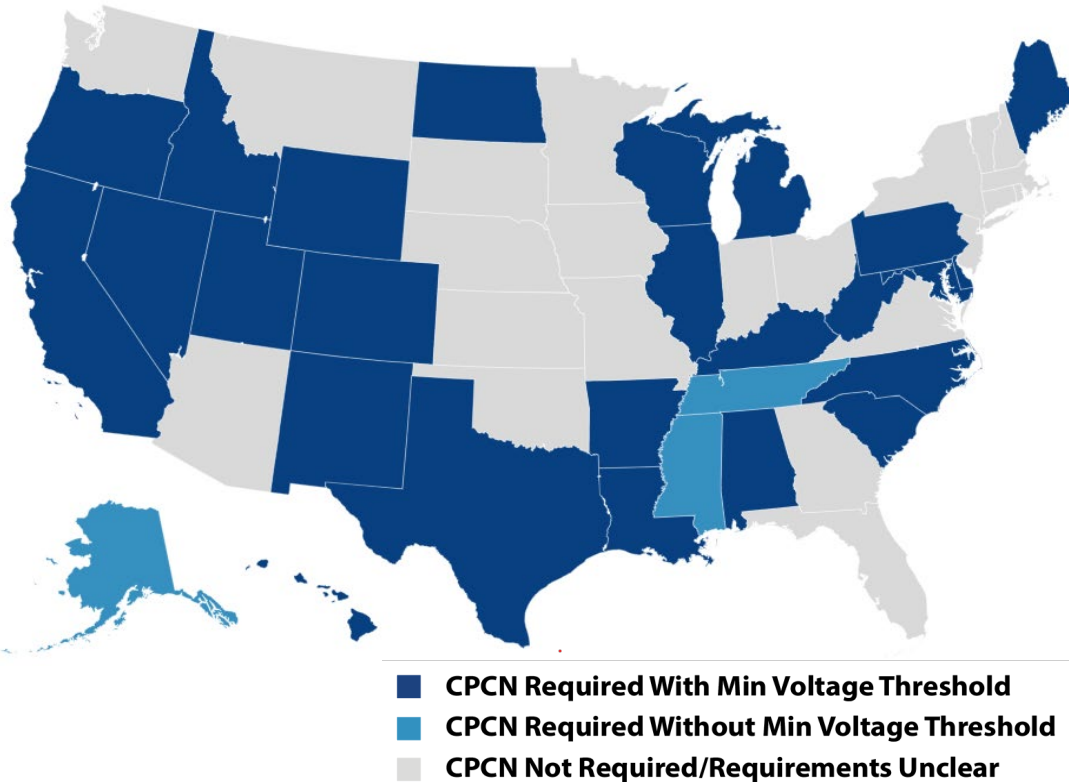 CPCN Required With Min Voltage Threshold
CPCN Required Without Min Voltage Threshold
CPCN Not Required/Requirements Unclear